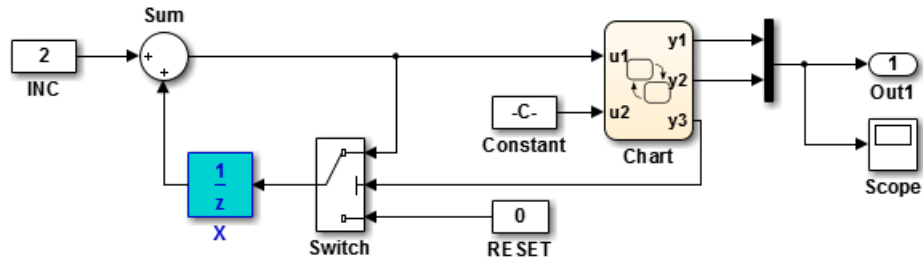 Sum
2
INC
+
+
u1
u2
y1
y2
y3
Chart
-C-
Constant
1
Out1
Scope
1
z
X
Switch
0
RESET